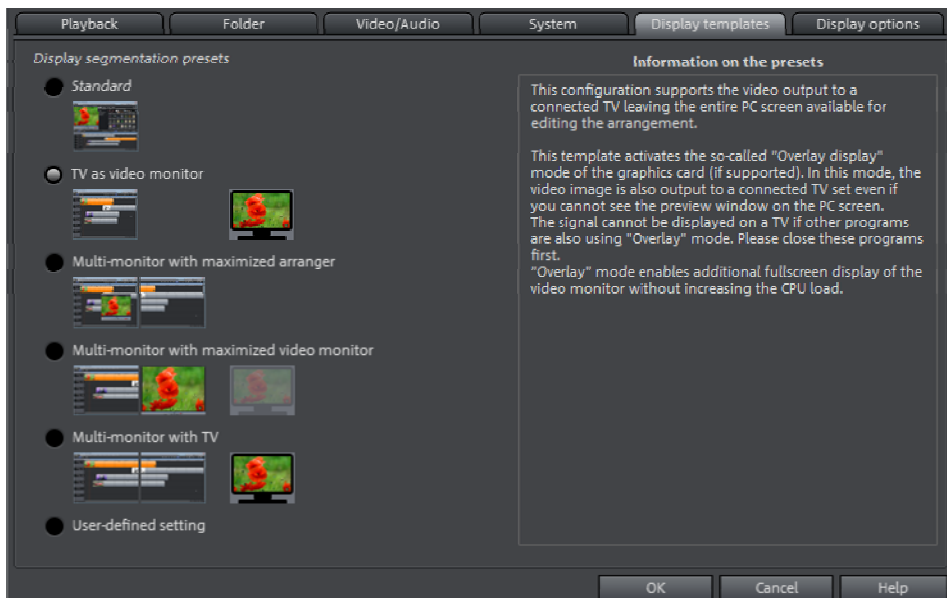 Playback
Folder
Video/Audio
System
Display templates
Display options
Display segmentation presets
Standard
TV as video monitor
Multi-monitor with maximized arranger
Multi-monitor with maximized video monitor
Multi-monitor with TV
User-defined setting
Information on the presets
This configuration supports the video output to a
connected TV leaving the entire PC screen available for
editing the arrangement.
This template activates the so-called "Overlay display"
mode of the graphics card (if supported). In this mode, the
video image is also output to a connected TV set even if
you cannot see the preview window on the PC screen.
The signal cannot be displayed on a TV if other programs
are also using "Overlay" mode. Please close these programs
first.
"Overlay" mode enables additional fullscreen display of the
video monitor without increasing the CPU load.
OK
Cancel
Help